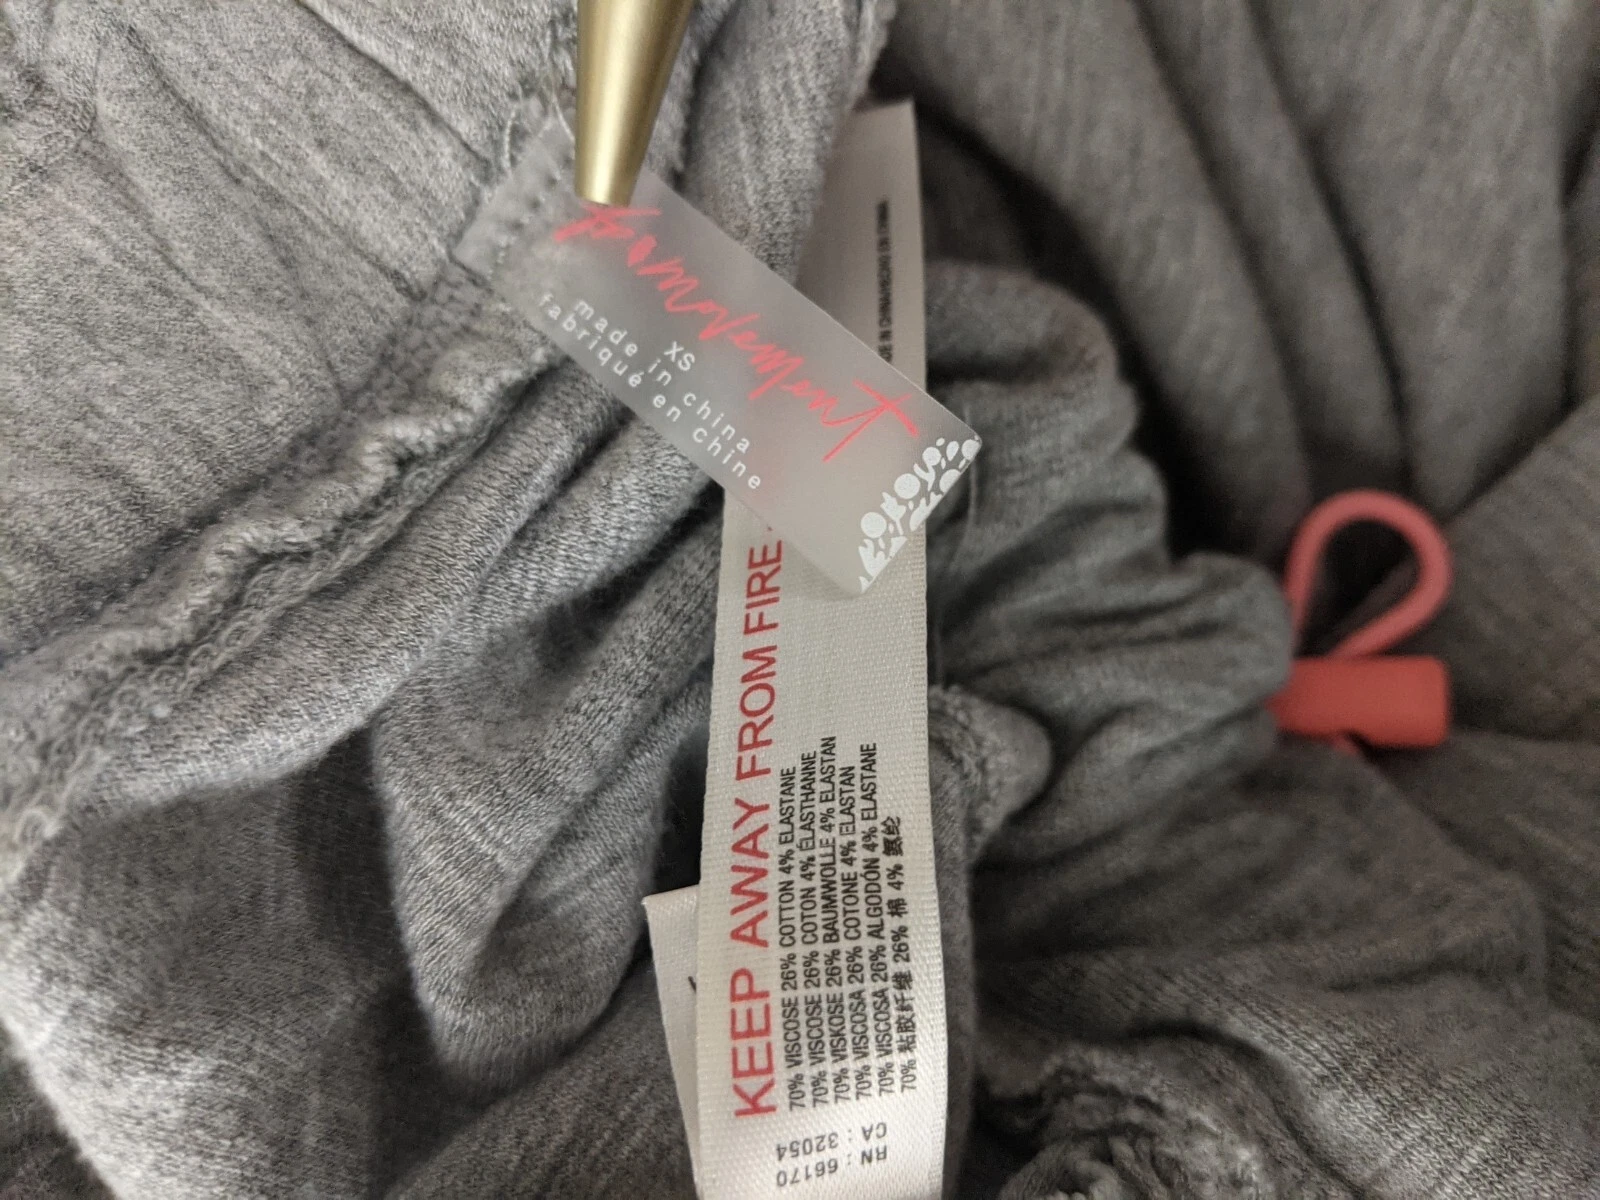 movement
XS
made in china
fabriqué en chine
KEEP AWAY FROM FIRE
70% VISCOSE 26% COTTON 4% ELASTANE
70% VISCOSE 26% COTON 4% ÉLASTHANNE
70% VISKOSE 26% BAUMWOLLE 4% ELASTAN
70% VISCOSA 26% COTONE 4% ELASTAN
70% VISCOSA 26% ALGODÓN 4% ELASTANE
70% 粘胶纤维 26% 棉 4% 氨纶
RN: 66170
CA: 32054